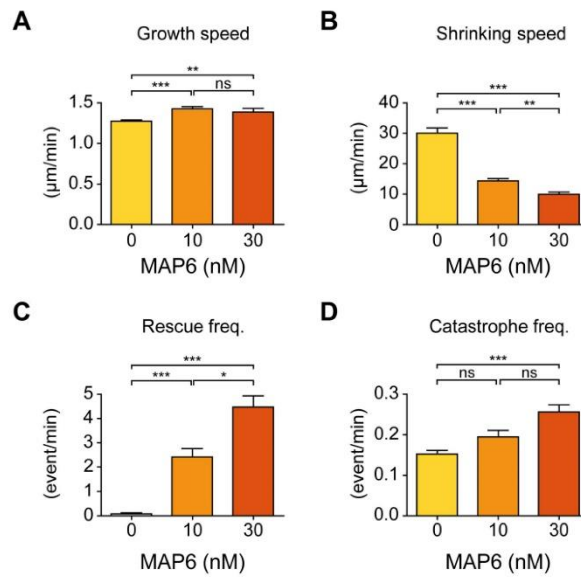 A
Growth speed
**
***
ns
(µm/min)
1.5
1.0
0.5
0.0
0 10 30
MAP6 (nM)
B
Shrinking speed
***
***
**
(µm/min)
40
30
20
10
0
0 10 30
MAP6 (nM)
C
Rescue freq.
***
***
*
(event/min)
5
4
3
2
1
0
0 10 30
MAP6 (nM)
D
Catastrophe freq.
***
ns
ns
(event/min)
0.3
0.2
0.1
0.0
0 10 30
MAP6 (nM)